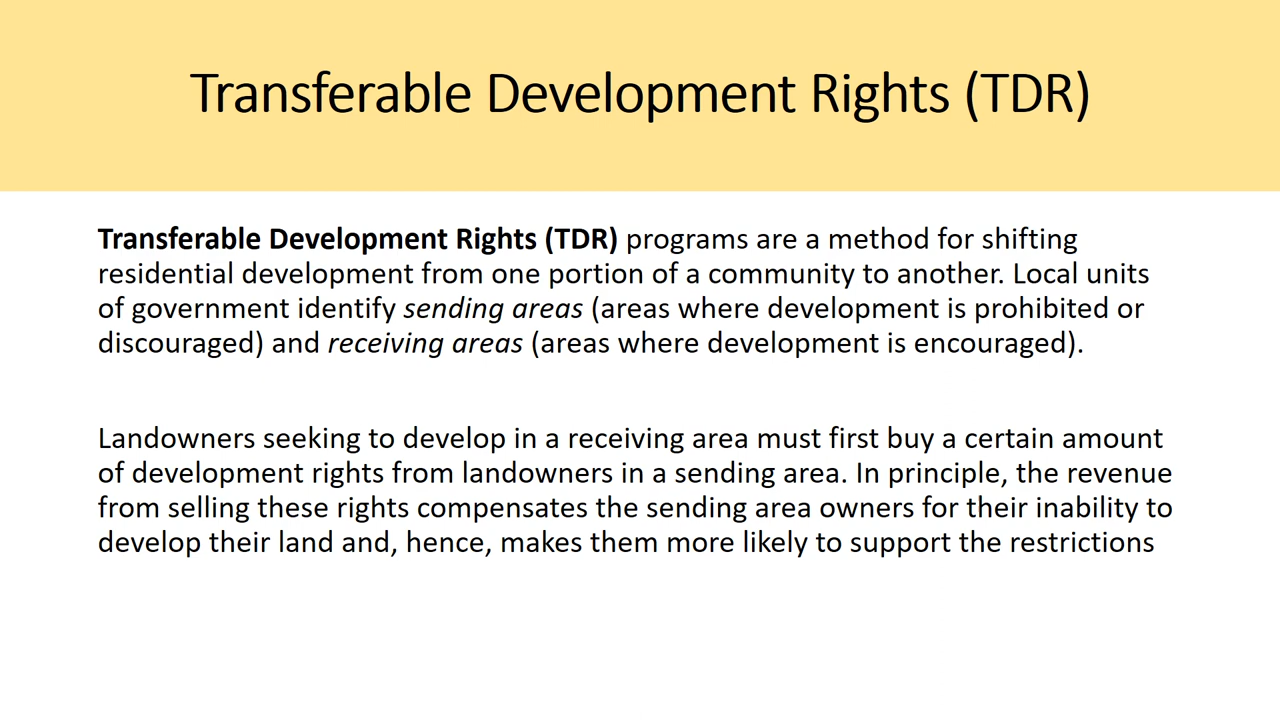 Transferable Development Rights (TDR)
Transferable Development Rights (TDR) programs are a method for shifting
residential development from one portion of a community to another. Local units
of government identify sending areas (areas where development is prohibited or
discouraged) and receiving areas (areas where development is encouraged).
Landowners seeking to develop in a receiving area must first buy a certain amount
of development rights from landowners in a sending area. In principle, the revenue
from selling these rights compensates the sending area owners for their inability to
develop their land and, hence, makes them more likely to support the restrictions